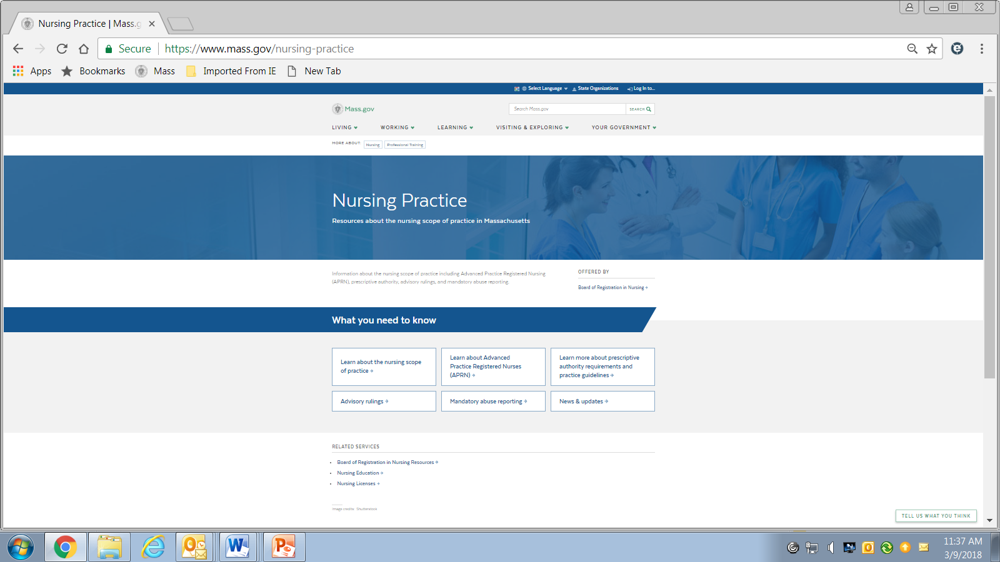 Nursing Practice | Mass.g
Secure https://www.mass.gov/nursing-practice
Apps Bookmarks Mass Imported From IE New Tab
Select Language State Organizations Log In to...
Mass.gov
Search Mass.gov SEARCH
LIVING WORKING LEARNING VISITING & EXPLORING YOUR GOVERNMENT
MORE ABOUT: Nursing Professional Training
Nursing Practice
Resources about the nursing scope of practice in Massachusetts
Information about the nursing scope of practice including Advanced Practice Registered Nursing
(APRN), prescriptive authority, advisory rulings, and mandatory abuse reporting.
OFFERED BY
Board of Registration in Nursing
What you need to know
Learn about the nursing scope
of practice
Learn about Advanced
Practice Registered Nurses
(APRN)
Learn more about prescriptive
authority requirements and
practice guidelines
Advisory rulings
Mandatory abuse reporting
News & updates
RELATED SERVICES
Board of Registration in Nursing Resources
Nursing Education
Nursing Licenses
Image credits: Shutterstock
TELL US WHAT YOU THINK
11:37 AM
3/9/2018